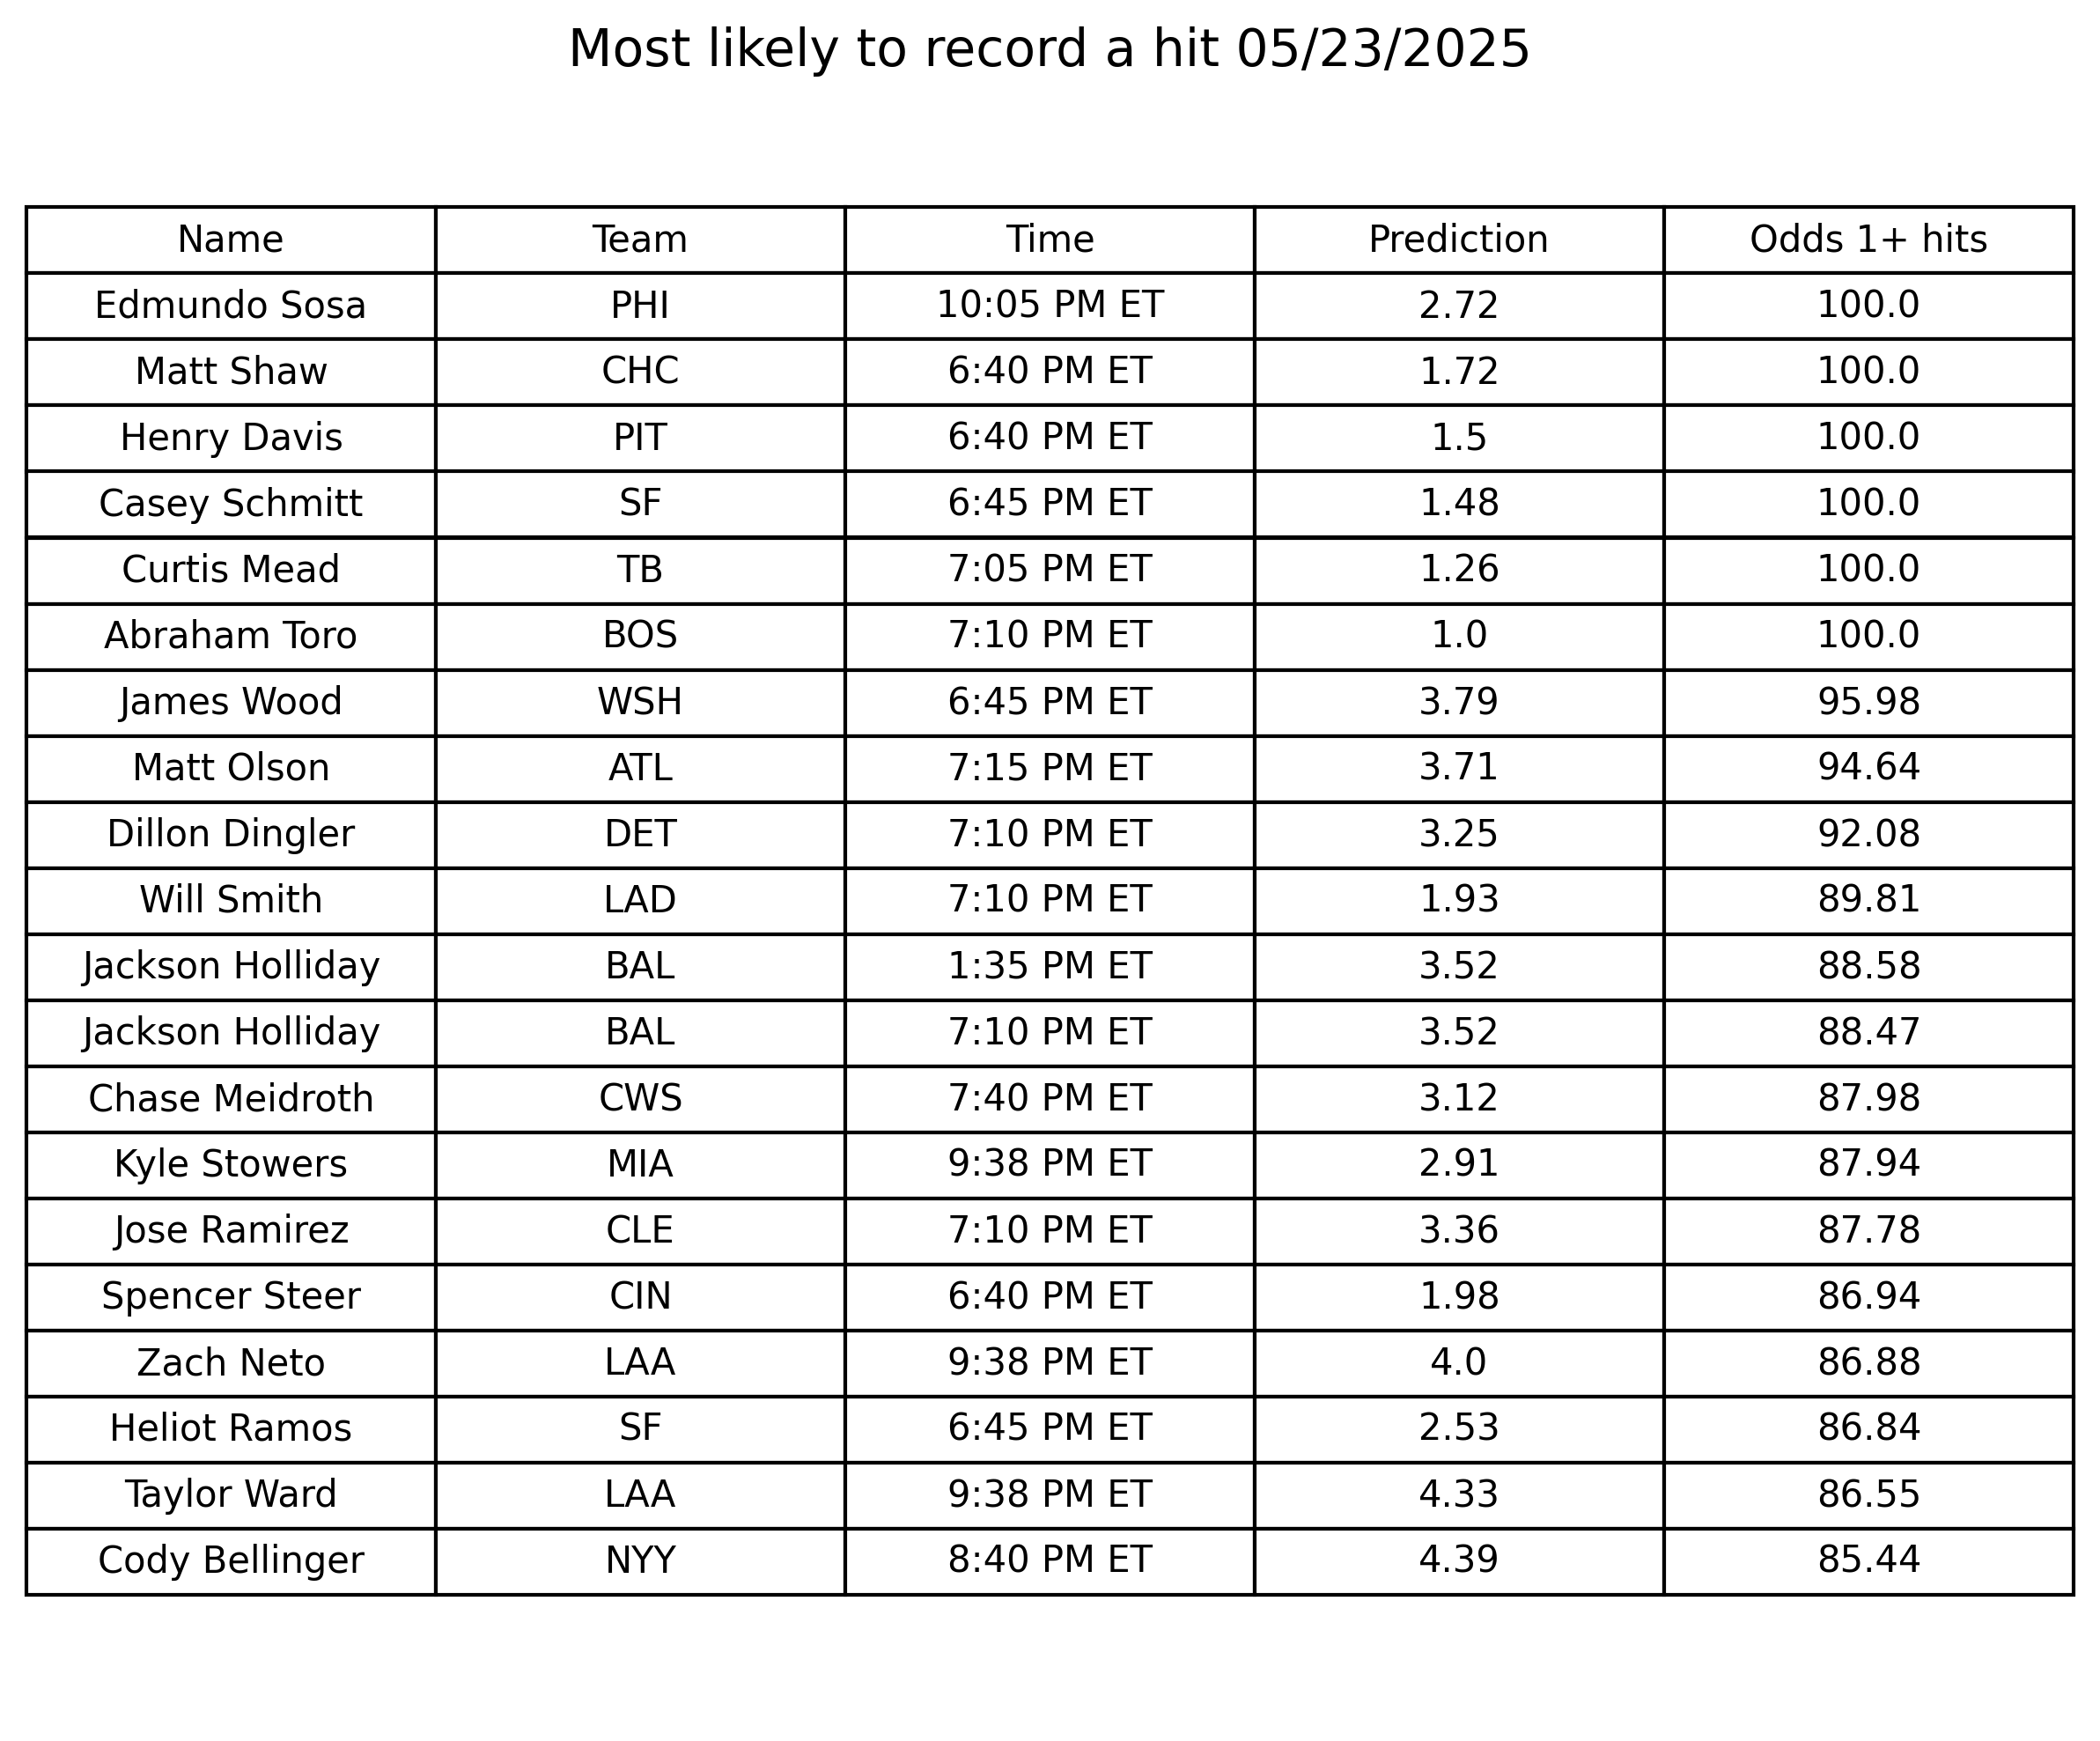 Most likely to record a hit 05/23/2025
Name Team Time Prediction Odds 1+ hits
Edmundo Sosa PHI 10:05 PM ET 2.72 100.0
Matt Shaw CHC 6:40 PM ET 1.72 100.0
Henry Davis PIT 6:40 PM ET 1.5 100.0
Casey Schmitt SF 6:45 PM ET 1.48 100.0
Curtis Mead TB 7:05 PM ET 1.26 100.0
Abraham Toro BOS 7:10 PM ET 1.0 100.0
James Wood WSH 6:45 PM ET 3.79 95.98
Matt Olson ATL 7:15 PM ET 3.71 94.64
Dillon Dingler DET 7:10 PM ET 3.25 92.08
Will Smith LAD 7:10 PM ET 1.93 89.81
Jackson Holliday BAL 1:35 PM ET 3.52 88.58
Jackson Holliday BAL 7:10 PM ET 3.52 88.47
Chase Meidroth CWS 7:40 PM ET 3.12 87.98
Kyle Stowers MIA 9:38 PM ET 2.91 87.94
Jose Ramirez CLE 7:10 PM ET 3.36 87.78
Spencer Steer CIN 6:40 PM ET 1.98 86.94
Zach Neto LAA 9:38 PM ET 4.0 86.88
Heliot Ramos SF 6:45 PM ET 2.53 86.84
Taylor Ward LAA 9:38 PM ET 4.33 86.55
Cody Bellinger NYY 8:40 PM ET 4.39 85.44